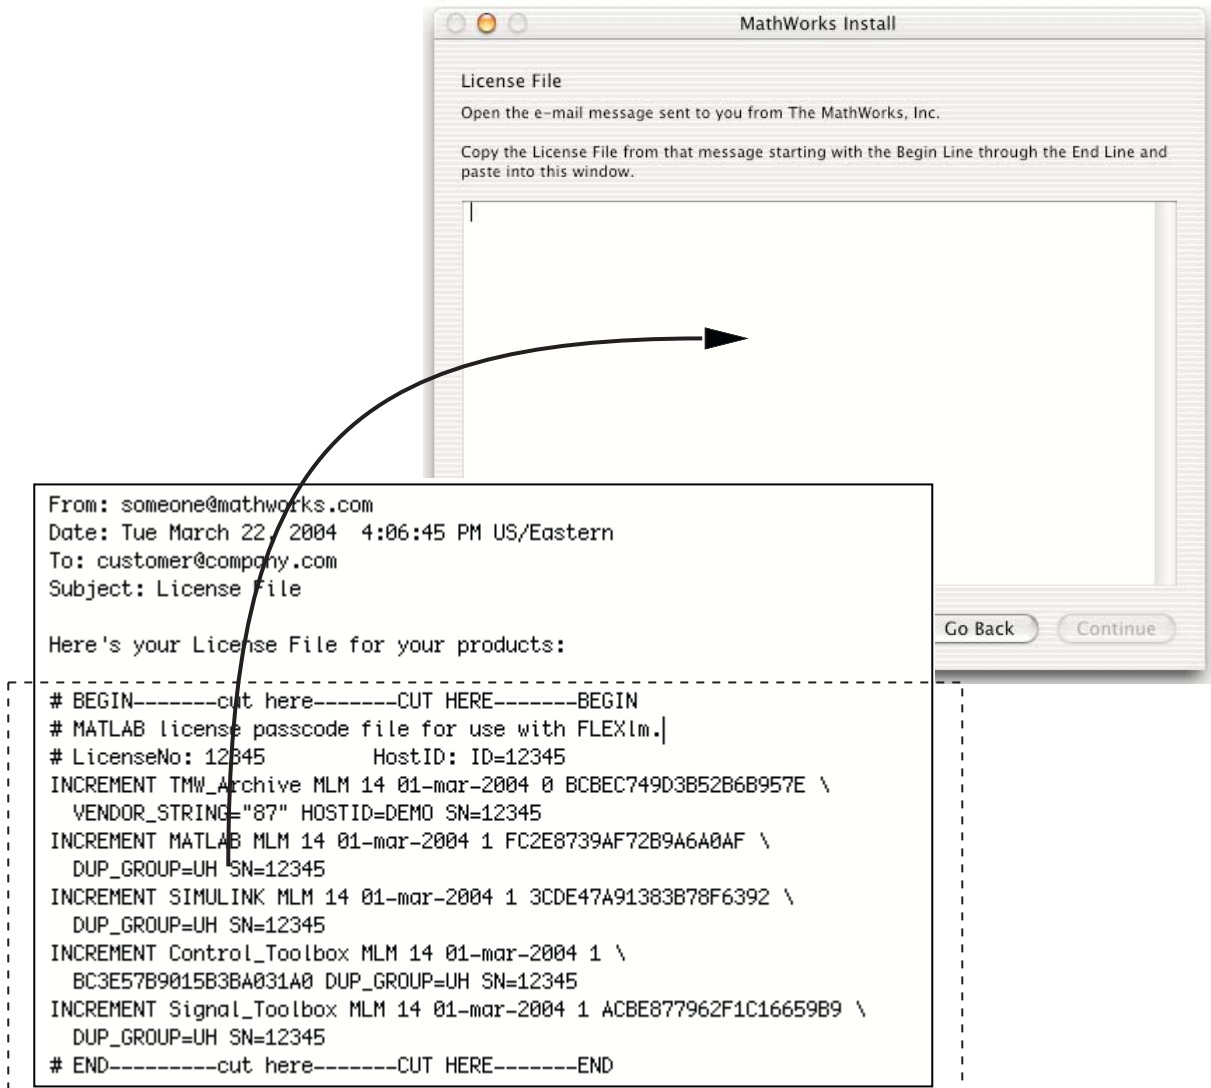 MathWorks Install
License File
Open the e-mail message sent to you from The MathWorks, Inc.
Copy the License File from that message starting with the Begin Line through the End Line and
paste into this window.
Go Back
Continue
From: someone@mathworks.com
Date: Tue March 22, 2004  4:06:45 PM US/Eastern
To: customer@company.com
Subject: License File
Here's your License File for your products:
# BEGIN-------cut here-------CUT HERE-------BEGIN
# MATLAB license passcode file for use with FLEXlm.
# LicenseNo: 12345         HostID: ID=12345
INCREMENT TMW_Archive MLM 14 01-mar-2004 0 BCBEC749D3B52B6B957E \
  VENDOR_STRING="87" HOSTID=DEMO SN=12345
INCREMENT MATLAB MLM 14 01-mar-2004 1 FC2E8739AF72B9A6A0AF \
  DUP_GROUP=UH SN=12345
INCREMENT SIMULINK MLM 14 01-mar-2004 1 3CDE47A91383B78F6392 \
  DUP_GROUP=UH SN=12345
INCREMENT Control_Toolbox MLM 14 01-mar-2004 1 \
  BC3E57B9015B3BA031A0 DUP_GROUP=UH SN=12345
INCREMENT Signal_Toolbox MLM 14 01-mar-2004 1 ACBE877962F1C16659B9 \
  DUP_GROUP=UH SN=12345
# END---------cut here-------CUT HERE-------END